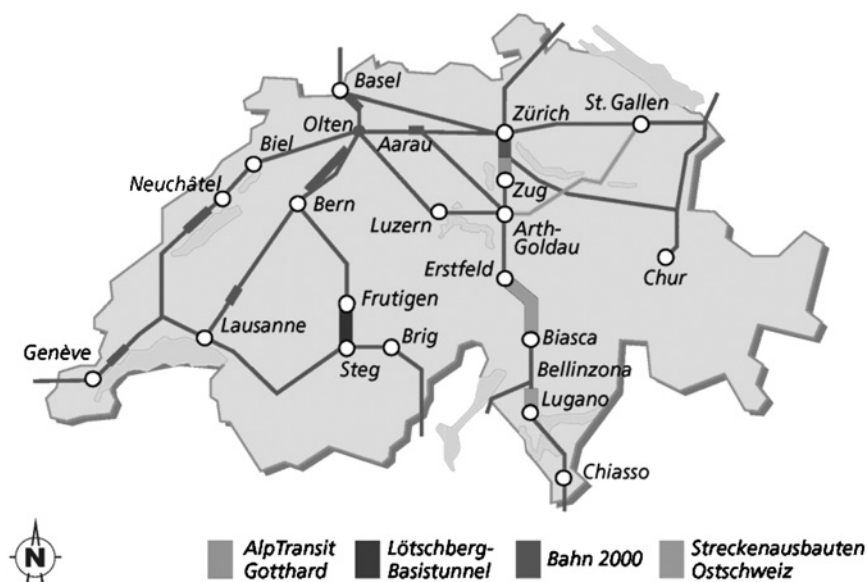 Basel
St. Gallen
Zürich
Olten
Aarau
Biel
Neuchâtel
Zug
Bern
Luzern
Arth-
Goldau
Erstfeld
Chur
Frutigen
Lausanne
Brig
Biasca
Genève
Steg
Bellinzona
Lugano
Chiasso
N
AlpTransit
Gotthard
Lötschberg-
Basistunnel
Bahn 2000
Streckenausbauten
Ostschweiz